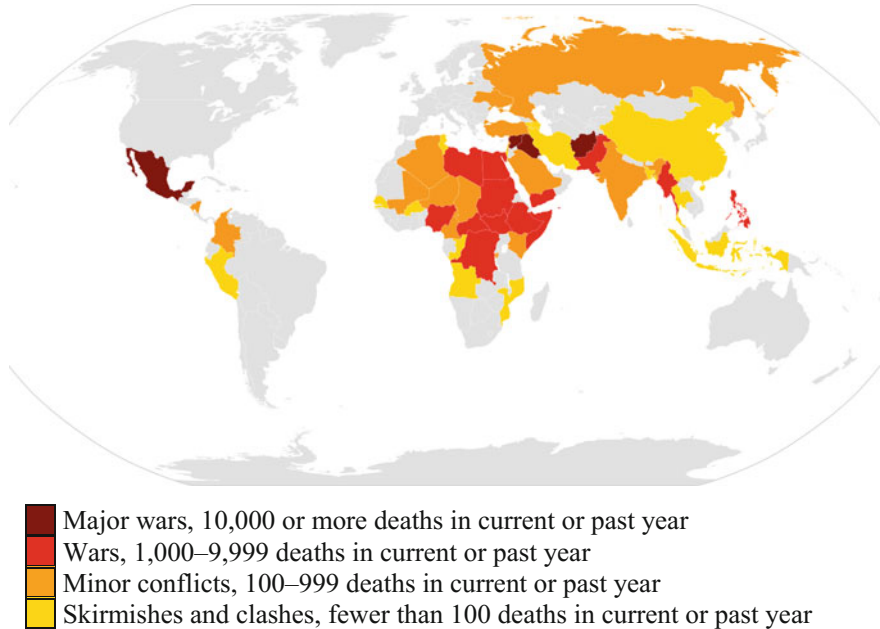 Major wars, 10,000 or more deaths in current or past year
Wars, 1,000–9,999 deaths in current or past year
Minor conflicts, 100–999 deaths in current or past year
Skirmishes and clashes, fewer than 100 deaths in current or past year